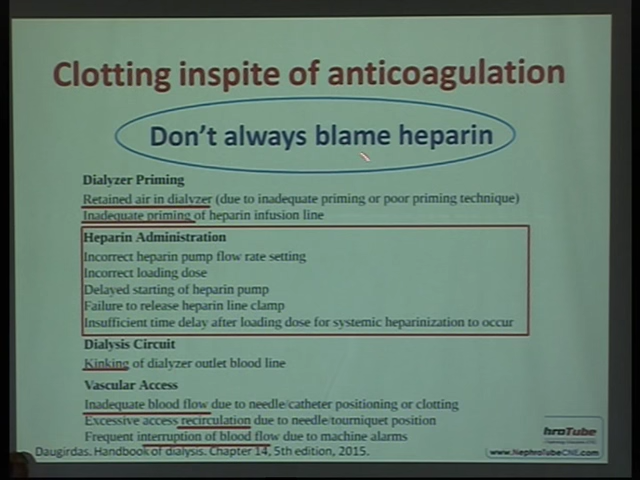 Clotting inspite of anticoagulation
Don't always blame heparin
Dialyzer Priming
Retained air in dialyzer (due to inadequate priming or poor priming technique)
Inadequate priming of heparin infusion line
Heparin Administration
Incorrect heparin pump flow rate setting
Incorrect loading dose
Delayed starting of heparin pump
Failure to release heparin line clamp
Insufficient time delay after loading dose for systemic heparinization to occur
Dialysis Circuit
Kinking of dialyzer outlet blood line
Vascular Access
Inadequate blood flow due to needle/catheter positioning or clotting
Excessive access recirculation due to needle/tourniquet position
Frequent interruption of blood flow due to machine alarms
hroTube
Daugirdas. Handbook of dialysis. Chapter 14, 5th edition, 2015.
www.NephroTubeCNE.com